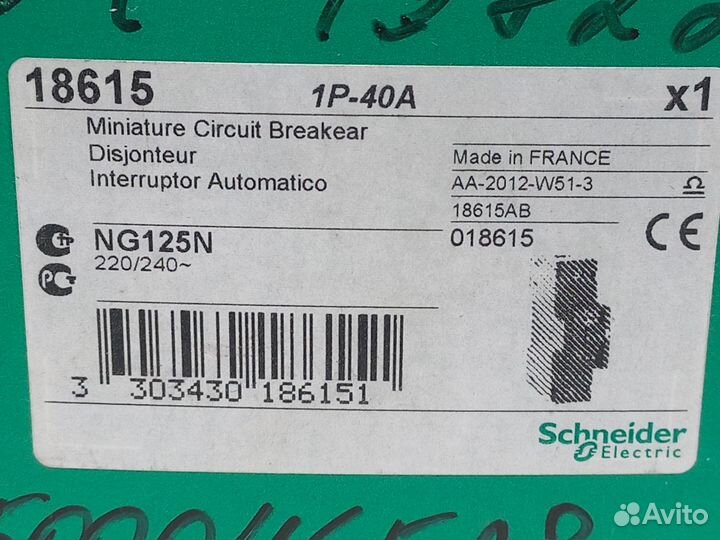 18615 1P-40A x1
Miniature Circuit Breakear
Disjonteur
Interruptor Automatico
Made in FRANCE
AA-2012-W51-3
18615AB
NG125N
018615
CE
220/240~
3 303430 186151
Schneider
Electric
Avito